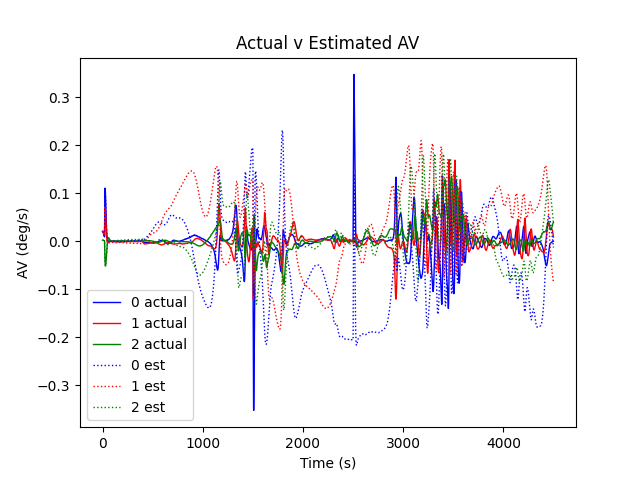 Actual v Estimated AV
AV (deg/s)
0.3
0.2
0.1
0.0
−0.1
−0.2
−0.3
0 actual
1 actual
2 actual
0 est
1 est
2 est
0 1000 2000 3000 4000
Time (s)